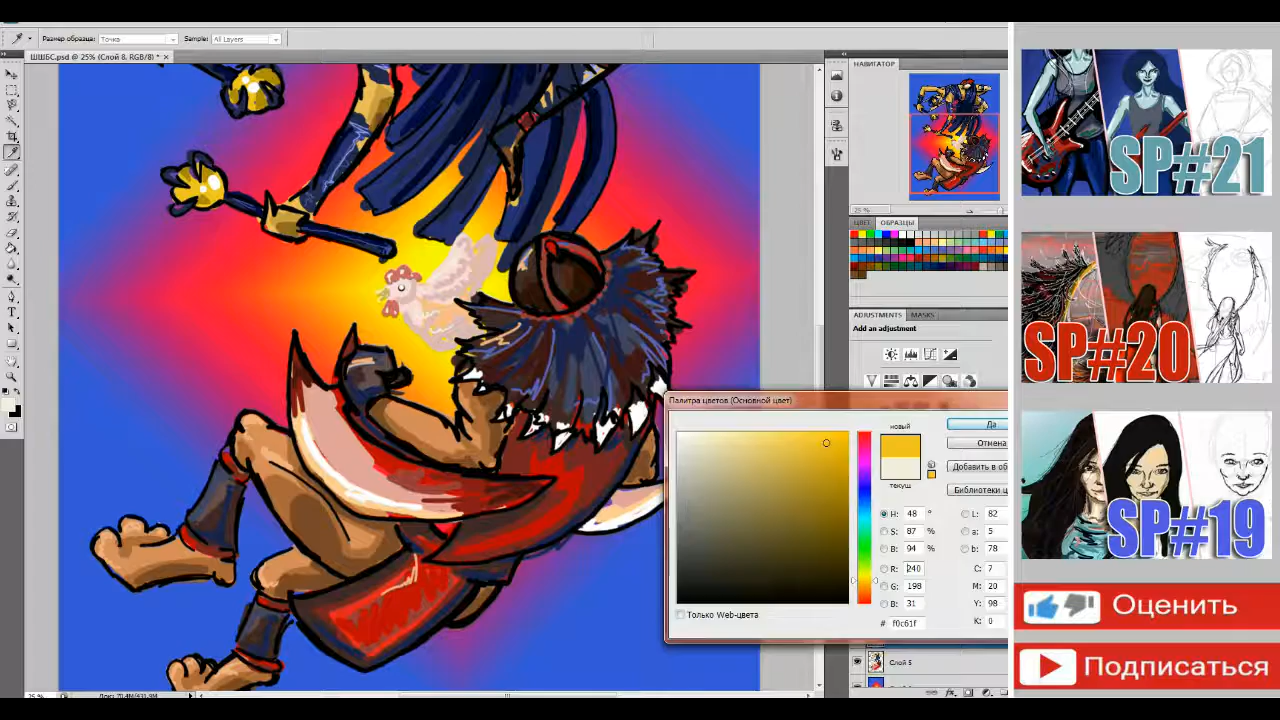 Размер образца: Точка
Sample: All Layers
ШШБС.psd @ 25% (Слой 8, RGB/8) * ×
НАВИГАТОР
25 %
ЦВЕТ ОБРАЗЦЫ
ADJUSTMENTS MASKS
Add an adjustment
Палитра цветов (Основной цвет)
новый
текущ
Да
Отмена
Добавить в об
Библиотеки ц
H: 48 °
S: 87 %
B: 94 %
R: 240
G: 198
B: 31
# f0c61f
L: 82
a: 5
b: 78
C: 7
M: 20
Y: 98
K: 0
Только Web-цвета
Слой 5
25 %
SP#21
SP#20
SP#19
Оценить
Подписаться